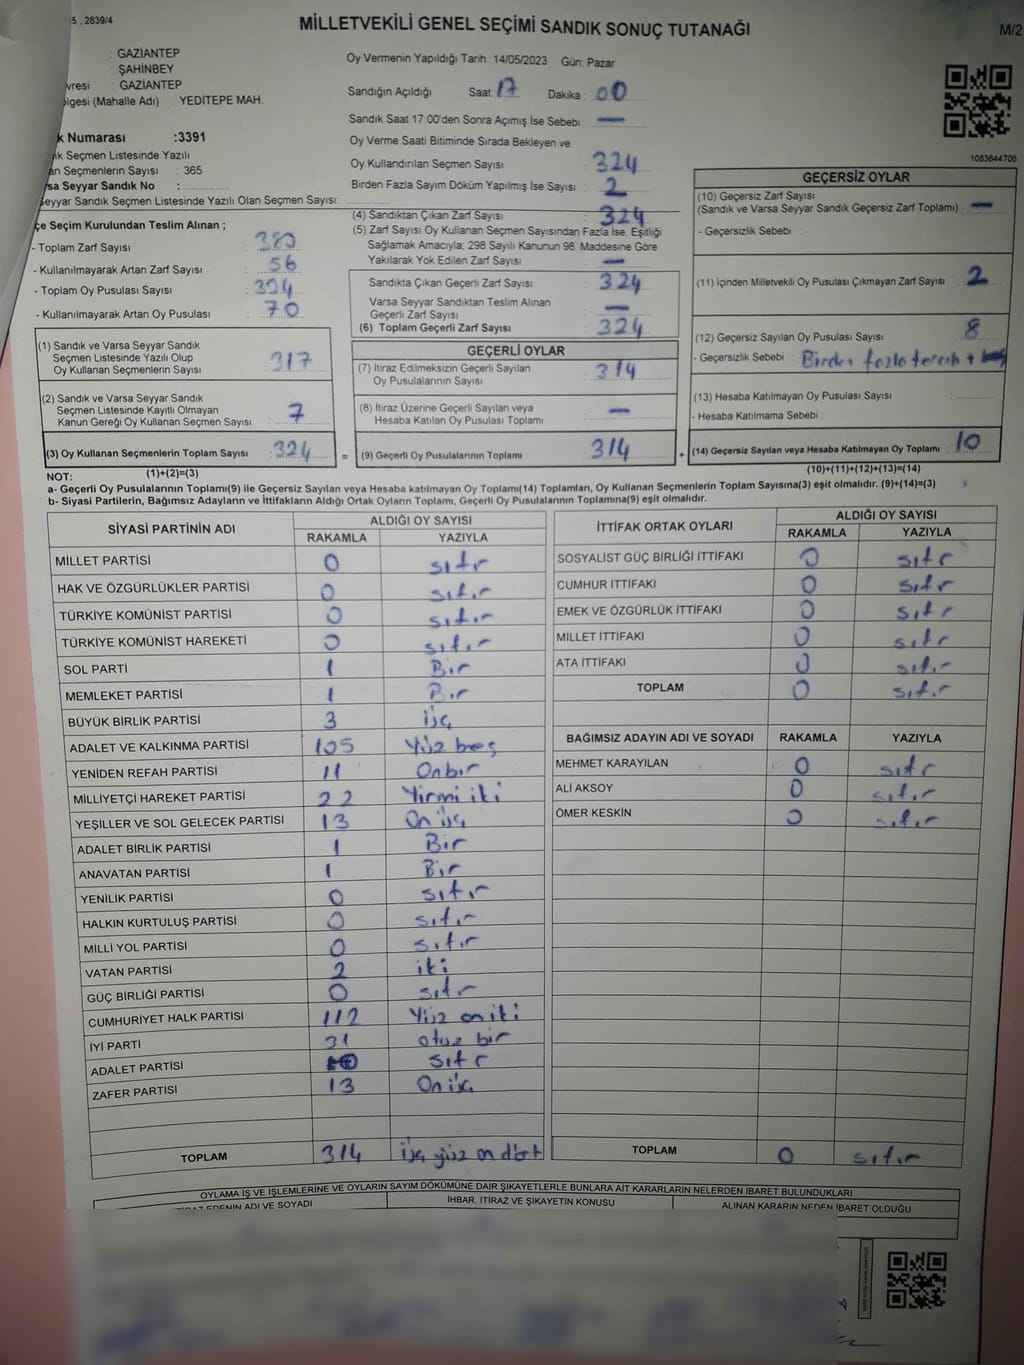 5 , 2839/4
MİLLETVEKİLİ GENEL SEÇİMİ SANDIK SONUÇ TUTANAĞI
M/2
: GAZİANTEP
: ŞAHİNBEY
: GAZİANTEP
(Mahalle Adı) : YEDİTEPE MAH.
Numarası :3391
Seçmen Listesinde Yazılı
Seçmenlerin Sayısı : 365
Varsa Seyyar Sandık No :
Seyyar Sandık Seçmen Listesinde Yazılı Olan Seçmen Sayısı:
Oy Vermenin Yapıldığı Tarih :14/05/2023 Gün: Pazar
Sandığın Açıldığı Saat: 17 Dakika : 00
Sandık Saat 17:00'den Sonra Açımış İse Sebebi : —
Oy Verme Saati Bitiminde Sırada Bekleyen ve
Oy Kullandırılan Seçmen Sayısı : 324
Birden Fazla Sayım Döküm Yapılmış İse Sayısı : 2
1083644706
Seçim Kurulundan Teslim Alınan ;
- Toplam Zarf Sayısı :
- Kullanılmayarak Artan Zarf Sayısı : 56
- Toplam Oy Pusulası Sayısı :
- Kullanılmayarak Artan Oy Pusulası : 70
(4) Sandıktan Çıkan Zarf Sayısı : 324
(5) Zarf Sayısı Oy Kullanan Seçmen Sayısından Fazla İse, Eşitliği
Sağlamak Amacıyla; 298 Sayılı Kanunun 98. Maddesine Göre
Yakılarak Yok Edilen Zarf Sayısı : —
Sandıkta Çıkan Geçerli Zarf Sayısı : 324
Varsa Seyyar Sandıktan Teslim Alınan
Geçerli Zarf Sayısı : —
(6) Toplam Geçerli Zarf Sayısı : 324
GEÇERSİZ OYLAR
(10) Geçersiz Zarf Sayısı
(Sandık ve Varsa Seyyar Sandık Geçersiz Zarf Toplamı) : —
- Geçersizlik Sebebi :
(11) İçinden Milletvekili Oy Pusulası Çıkmayan Zarf Sayısı : 2
(12) Geçersiz Sayılan Oy Pusulası Sayısı : 8
- Geçersizlik Sebebi : Birden fazla tercih +
(13) Hesaba Katılmayan Oy Pusulası Sayısı :
- Hesaba Katılmama Sebebi :
(14) Geçersiz Sayılan veya Hesaba Katılmayan Oy Toplamı : 10
(10)+(11)+(12)+(13)=(14)
(1) Sandık ve Varsa Seyyar Sandık
Seçmen Listesinde Yazılı Olup
Oy Kullanan Seçmenlerin Sayısı : 317
(2) Sandık ve Varsa Seyyar Sandık
Seçmen Listesinde Kayıtlı Olmayan
Kanun Gereği Oy Kullanan Seçmen Sayısı : 7
(3) Oy Kullanan Seçmenlerin Toplam Sayısı : 324 =
(1)+(2)=(3)
GEÇERLİ OYLAR
(7) İtiraz Edilmeksizin Geçerli Sayılan
Oy Pusulalarının Sayısı : 314
(8) İtiraz Üzerine Geçerli Sayılan veya
Hesaba Katılan Oy Pusulası Toplamı : —
(9) Geçerli Oy Pusulalarının Toplamı : 314 +
NOT:
a- Geçerli Oy Pusulalarının Toplamı(9) ile Geçersiz Sayılan veya Hesaba katılmayan Oy Toplamı(14) Toplamları, Oy Kullanan Seçmenlerin Toplam Sayısına(3) eşit olmalıdır. (9)+(14)=(3)
b- Siyasi Partilerin, Bağımsız Adayların ve İttifakların Aldığı Ortak Oyların Toplamı, Geçerli Oy Pusulalarının Toplamına(9) eşit olmalıdır.
SİYASİ PARTİNİN ADI ALDIĞI OY SAYISI
RAKAMLA YAZIYLA
MİLLET PARTİSİ 0 sıfır
HAK VE ÖZGÜRLÜKLER PARTİSİ 0 sıfır
TÜRKİYE KOMÜNİST PARTİSİ 0 sıfır
TÜRKİYE KOMÜNİST HAREKETİ 0 sıfır
SOL PARTİ 1 Bir
MEMLEKET PARTİSİ 1 Bir
BÜYÜK BİRLİK PARTİSİ 3 üç
ADALET VE KALKINMA PARTİSİ 105 Yüz beş
YENİDEN REFAH PARTİSİ 11 Onbir
MİLLİYETÇİ HAREKET PARTİSİ 22 Yirmi iki
YEŞİLLER VE SOL GELECEK PARTİSİ 13 On üç
ADALET BİRLİK PARTİSİ 1 Bir
ANAVATAN PARTİSİ 1 Bir
YENİLİK PARTİSİ 0 sıfır
HALKIN KURTULUŞ PARTİSİ 0 sıfır
MİLLİ YOL PARTİSİ 0 sıfır
VATAN PARTİSİ 2 iki
GÜÇ BİRLİĞİ PARTİSİ 0 sıfır
CUMHURİYET HALK PARTİSİ 112 Yüz oniki
İYİ PARTİ 31 otuz bir
ADALET PARTİSİ sıfır
ZAFER PARTİSİ 13 On üç
TOPLAM 314 üç yüz on dört
İTTİFAK ORTAK OYLARI ALDIĞI OY SAYISI
RAKAMLA YAZIYLA
SOSYALİST GÜÇ BİRLİĞİ İTTİFAKI 0 sıfır
CUMHUR İTTİFAKI 0 sıfır
EMEK VE ÖZGÜRLÜK İTTİFAKI 0 sıfır
MİLLET İTTİFAKI 0 sıfır
ATA İTTİFAKI 0 sıfır
TOPLAM 0 sıfır
BAĞIMSIZ ADAYIN ADI VE SOYADI RAKAMLA YAZIYLA
MEHMET KARAYILAN 0 sıfır
ALİ AKSOY 0 sıfır
ÖMER KESKİN 0 sıfır
TOPLAM 0 sıfır
OYLAMA İŞ VE İŞLEMLERİNE VE OYLARIN SAYIM DÖKÜMÜNE DAİR ŞİKAYETLERLE BUNLARA AİT KARARLARIN NELERDEN İBARET BULUNDUKLARI
EDENİN ADI VE SOYADI İHBAR, İTİRAZ VE ŞİKAYETİN KONUSU ALINAN KARARIN NEDEN İBARET OLDUĞU